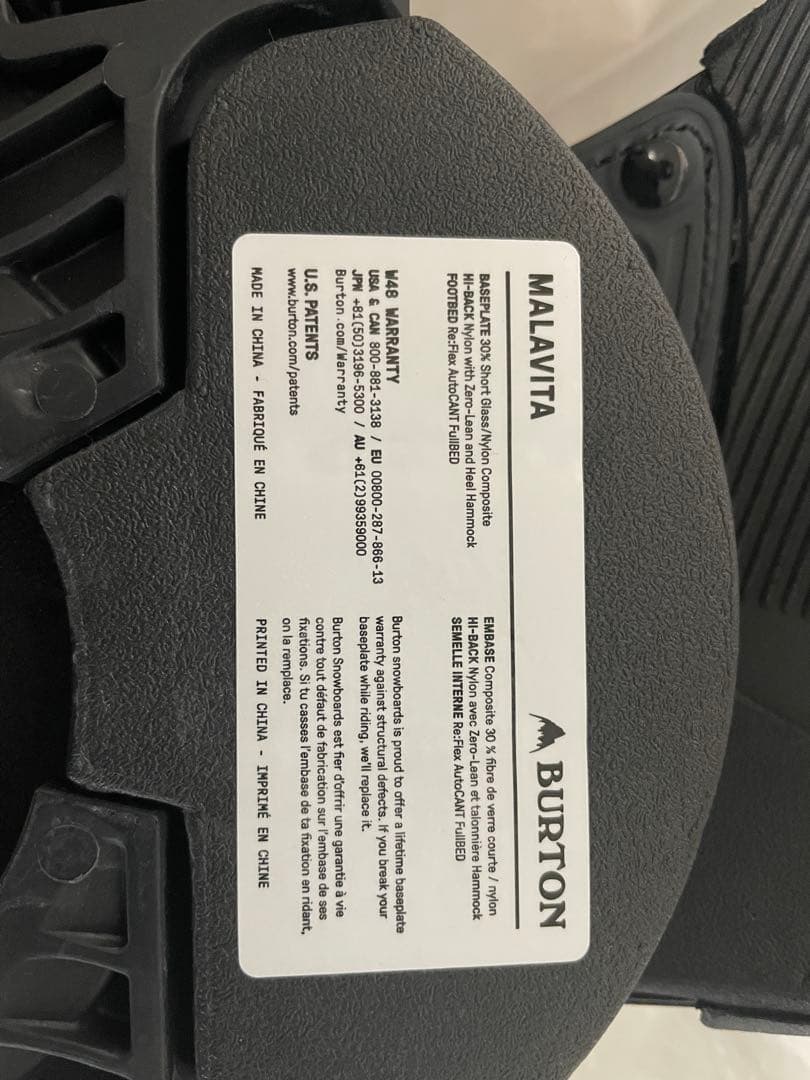 MALAVITA
BURTON
BASEPLATE 30% Short Glass/Nylon Composite
HI-BACK Nylon with Zero-Lean and Heel Hammock
FOOTBED Re:Flex AutoCANT FullBED
EMBASE Composite 30 % fibre de verre courte / nylon
HI-BACK Nylon avec Zero-Lean et talonnière Hammock
SEMELLE INTERNE Re:Flex AutoCANT FullBED
W48 WARRANTY
USA & CAN 800-881-3138 / EU 00800-287-866-13
JPN +81(50)3196-5300 / AU +61(2)99359000
Burton.com/Warranty
U.S. PATENTS
www.burton.com/patents
Burton snowboards is proud to offer a lifetime baseplate
warranty against structural defects. If you break your
baseplate while riding, we'll replace it.
Burton Snowboards est fier d'offrir une garantie à vie
contre tout défaut de fabrication sur l'embase de ses
fixations. Si tu casses l'embase de ta fixation en ridant,
on la remplace.
MADE IN CHINA - FABRIQUÉ EN CHINE
PRINTED IN CHINA - IMPRIMÉ EN CHINE